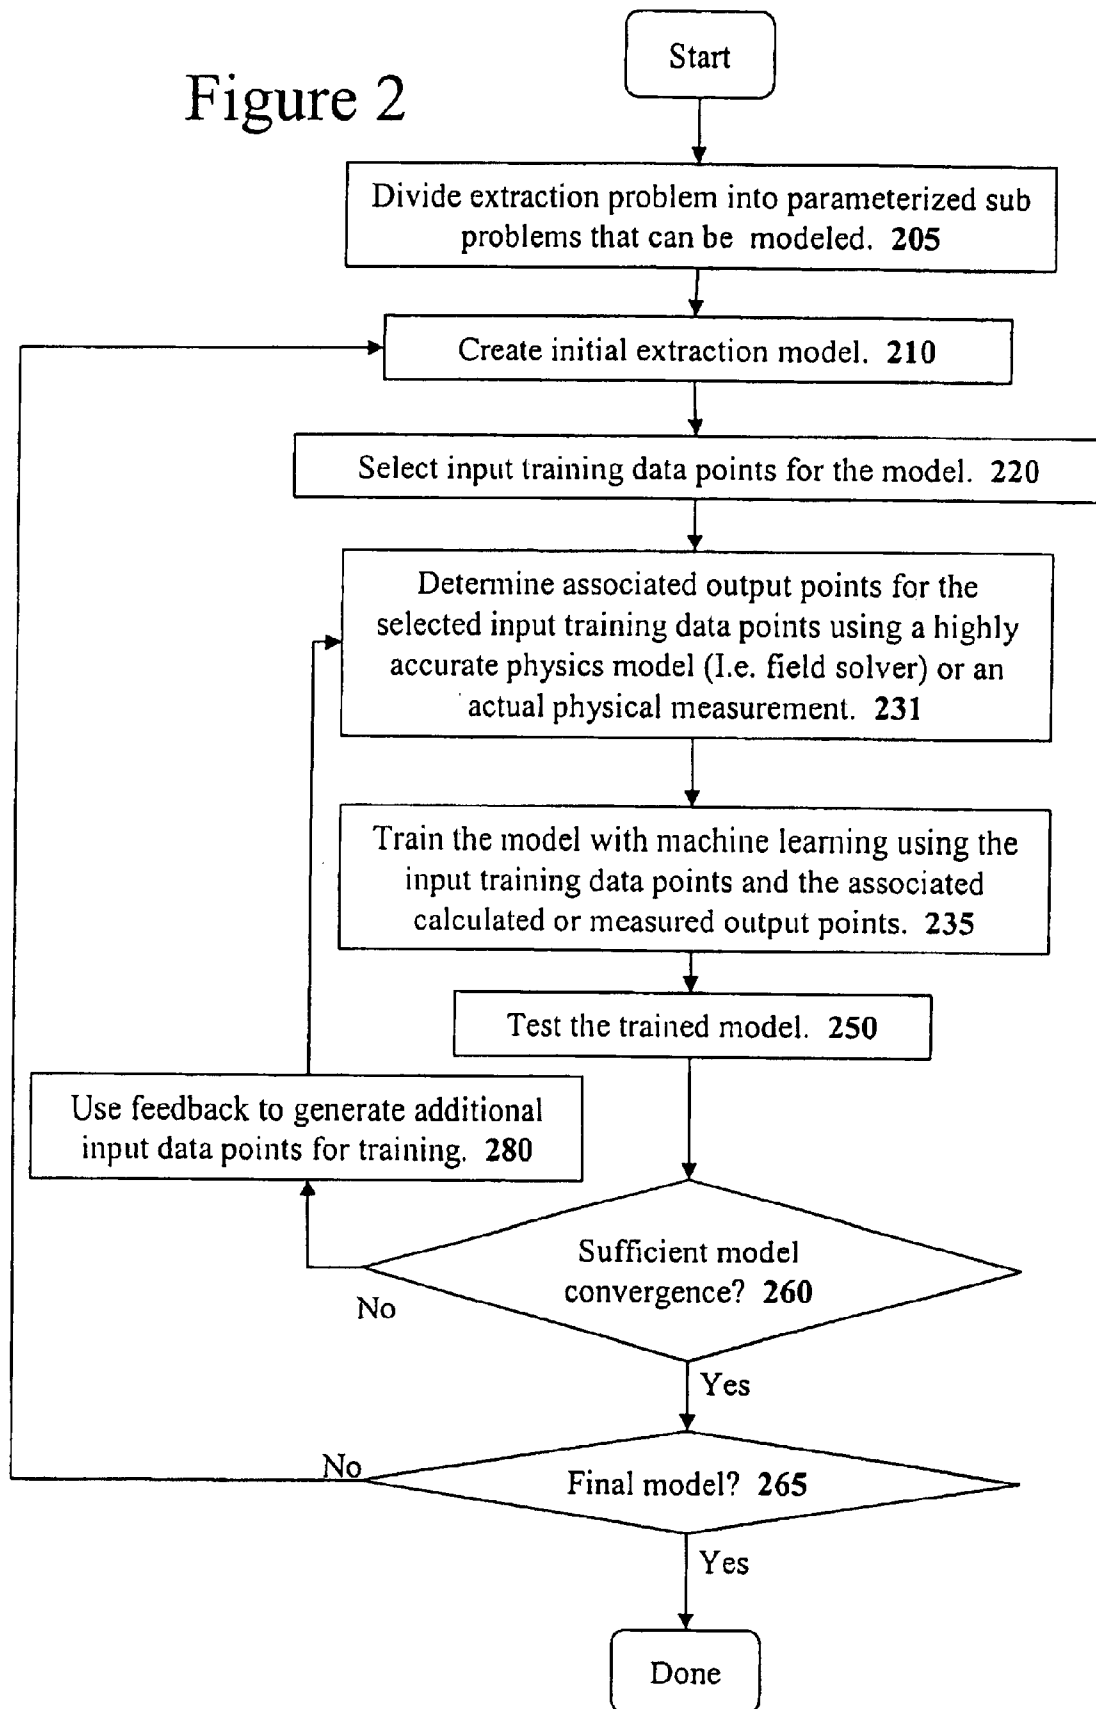 Start
Figure 2
Divide extraction problem into parameterized sub
problems that can be modeled. 205
Create initial extraction model. 210
Select input training data points for the model. 220
Determine associated output points for the
selected input training data points using a highly
accurate physics model (I.e. field solver) or an
actual physical measurement. 231
Train the model with machine learning using the
input training data points and the associated
calculated or measured output points. 235
Test the trained model. 250
Use feedback to generate additional
input data points for training. 280
Sufficient model
convergence? 260
No
Yes
No
Final model? 265
Yes
Done